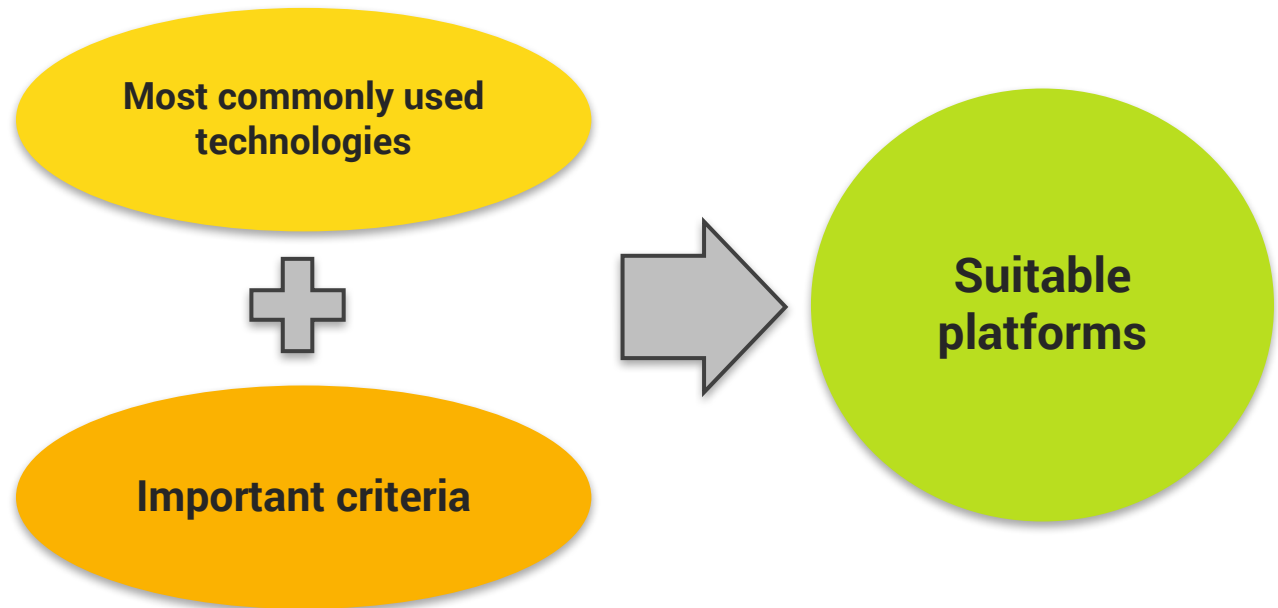 Most commonly used
technologies
Important criteria
Suitable
platforms